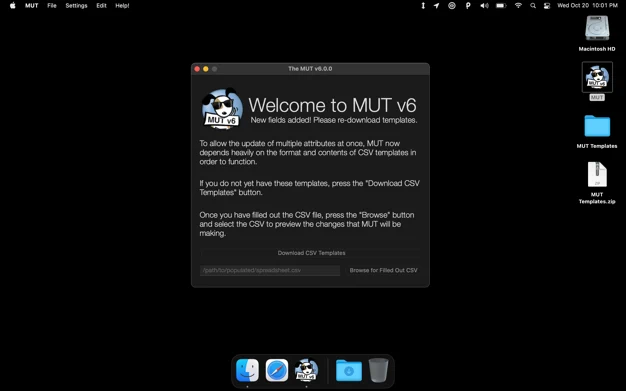 MUT File Settings Edit Help!
Wed Oct 20 10:01 PM
Macintosh HD
MUT
MUT Templates
MUT
Templates.zip
The MUT v6.0.0
MUT v6
Welcome to MUT v6
New fields added! Please re-download templates.
To allow the update of multiple attributes at once, MUT now
depends heavily on the format and contents of CSV templates in
order to function.
If you do not yet have these templates, press the "Download CSV
Templates" button.
Once you have filled out the CSV file, press the "Browse" button
and select the CSV to preview the changes that MUT will be
making.
Download CSV Templates
/path/to/populated/spreadsheet.csv
Browse for Filled Out CSV
MUT v6